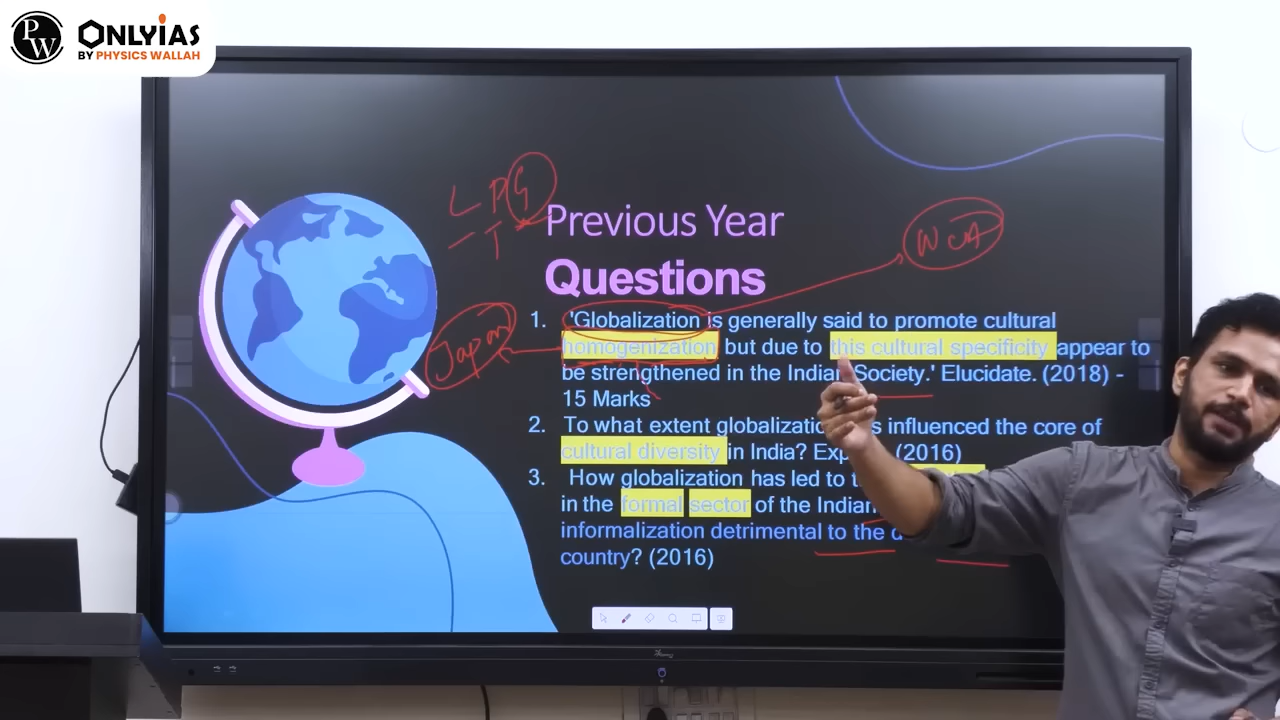 PW
ONLYIAS
BY PHYSICS WALLAH
LPG
Previous Year
WCA
Questions
1. 'Globalization is generally said to promote cultural
homogenization but due to this cultural specificity appear to
be strengthened in the Indian Society.' Elucidate. (2018) -
15 Marks
Japan
2. To what extent globalization influenced the core of
cultural diversity in India? (2016)
3. How globalization has led to
in the formal sector of the Indian
informalization detrimental to the
country? (2016)